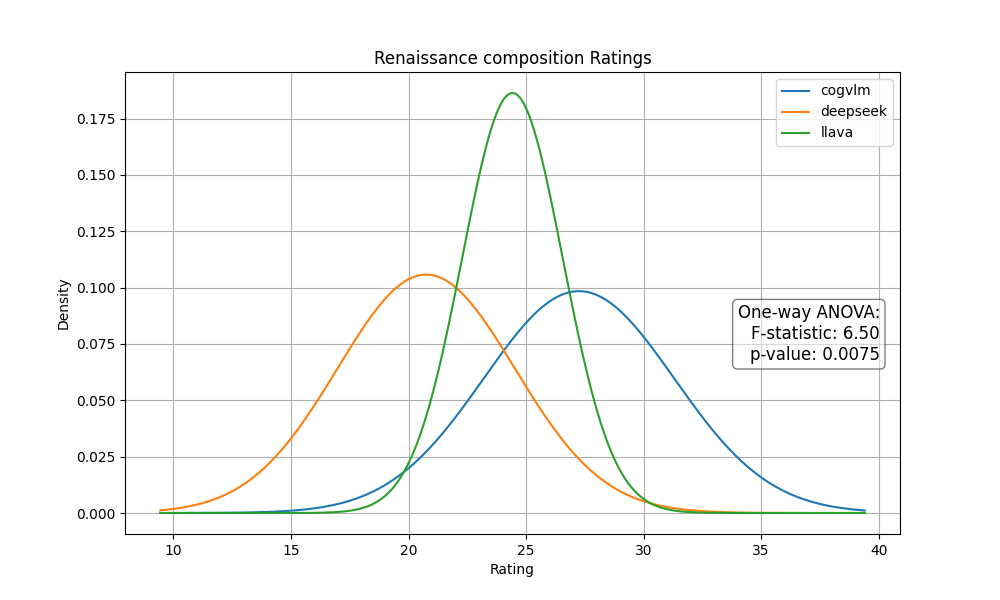 Renaissance composition Ratings
cogvlm
deepseek
llava
One-way ANOVA:
F-statistic: 6.50
p-value: 0.0075
Density
0.175
0.150
0.125
0.100
0.075
0.050
0.025
0.000
10 15 20 25 30 35 40
Rating